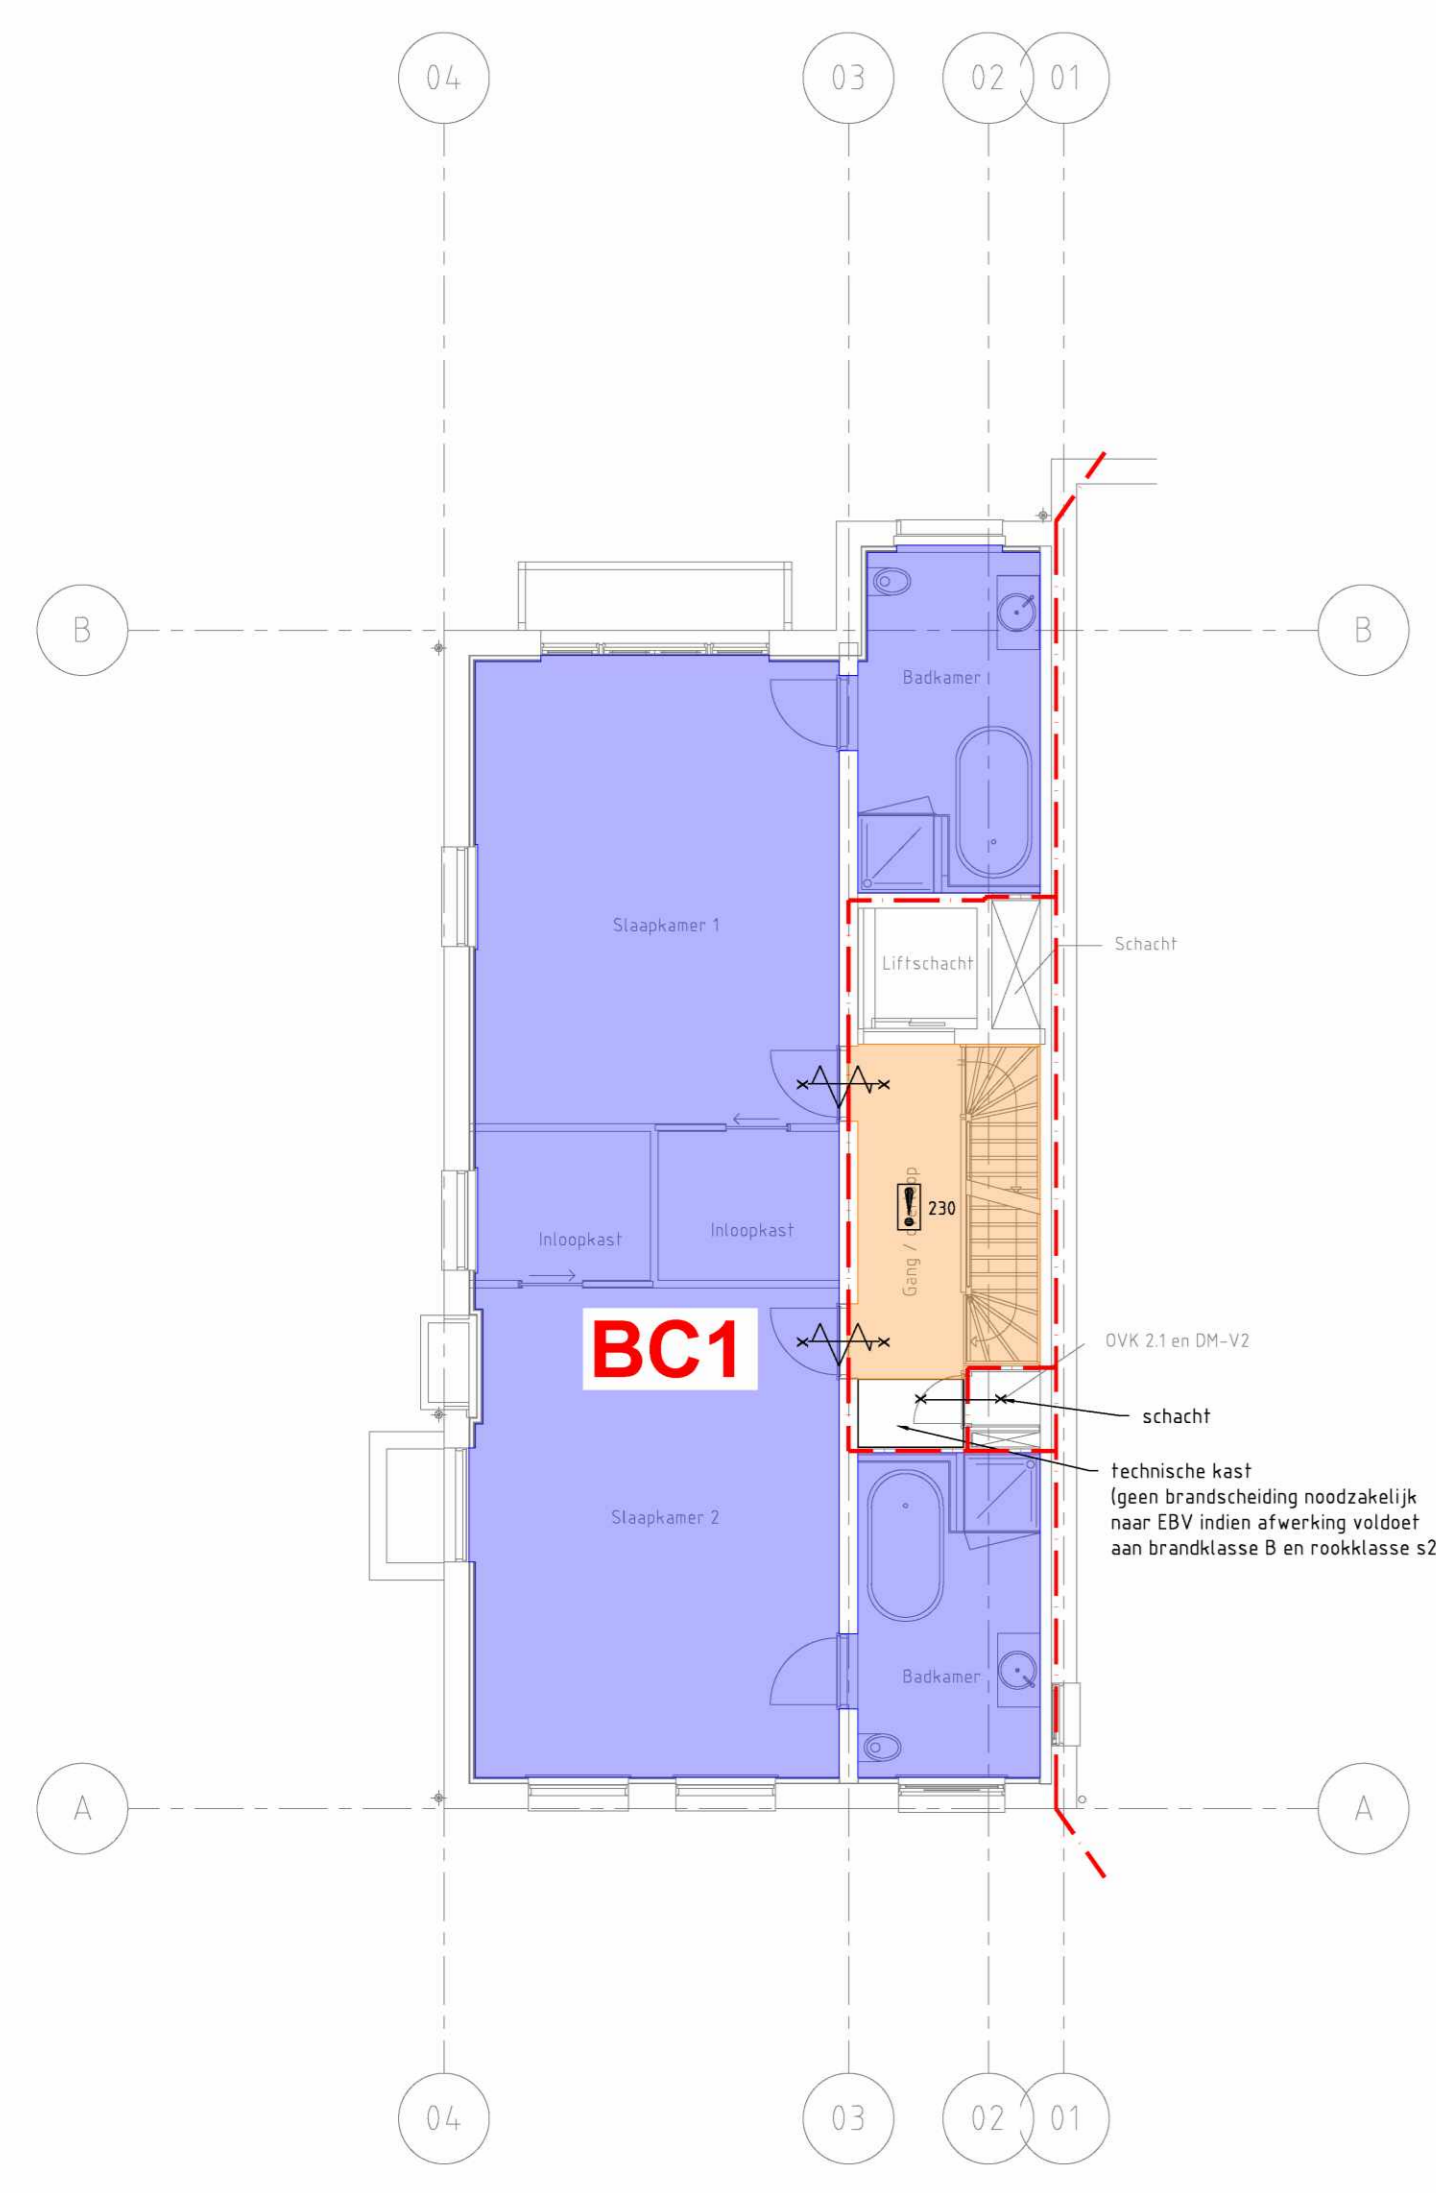 04
03
02
01
B
B
Badkamer
Slaapkamer 1
Schacht
Liftschacht
230
Gang /
Inloopkast
Inloopkast
BC1
OVK 2.1 en DM-V2
schacht
technische kast
(geen brandscheiding noodzakelijk
naar EBV indien afwerking voldoet
aan brandklasse B en rookklasse s2
Slaapkamer 2
Badkamer
A
A
04
03
02
01